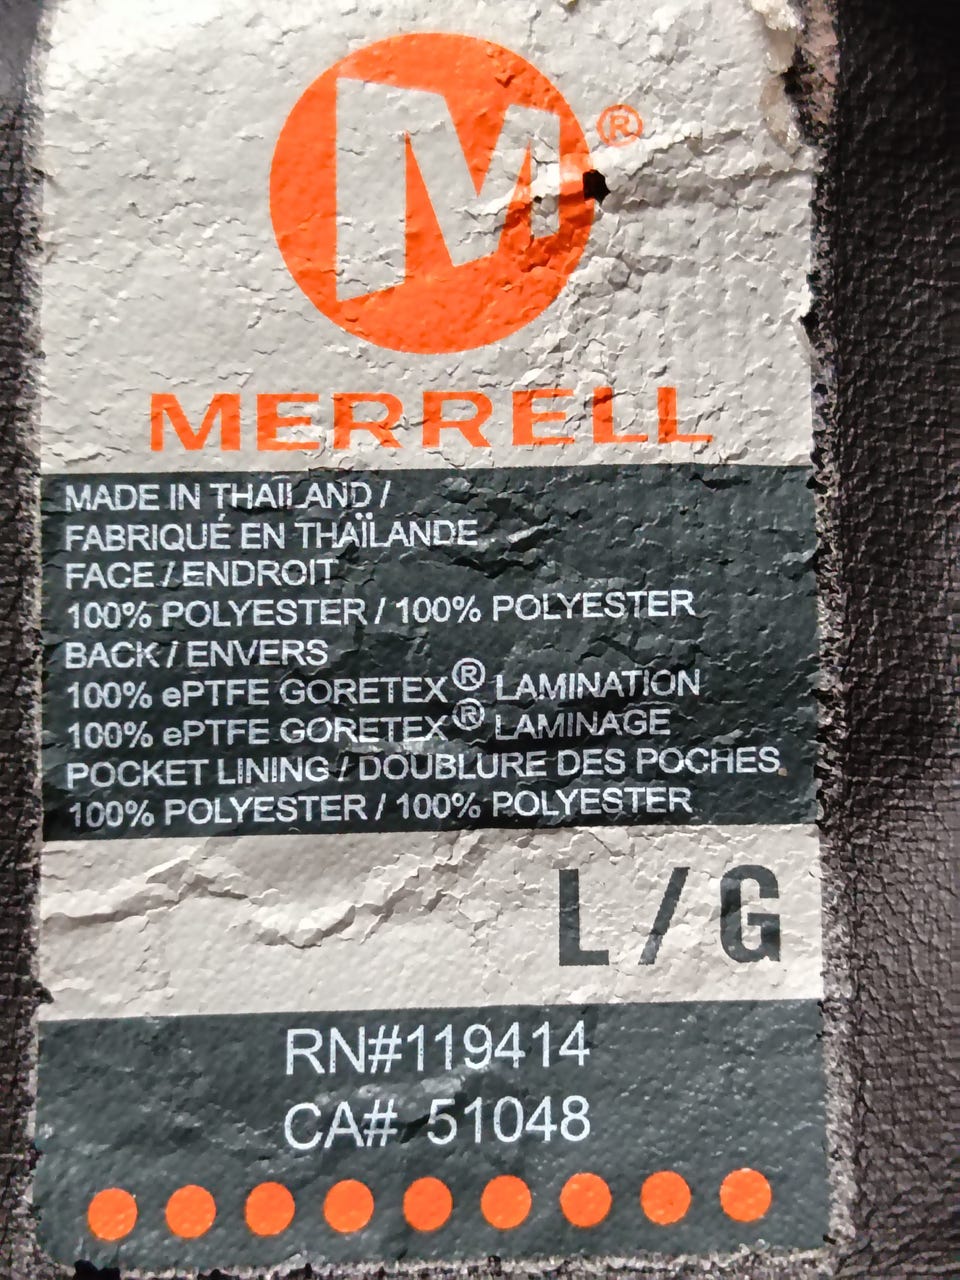 M®
MERRELL
MADE IN THAILAND /
FABRIQUÉ EN THAÏLANDE
FACE / ENDROIT
100% POLYESTER / 100% POLYESTER
BACK / ENVERS
100% ePTFE GORETEX® LAMINATION
100% ePTFE GORETEX® LAMINAGE
POCKET LINING / DOUBLURE DES POCHES
100% POLYESTER / 100% POLYESTER
L / G
RN#119414
CA# 51048